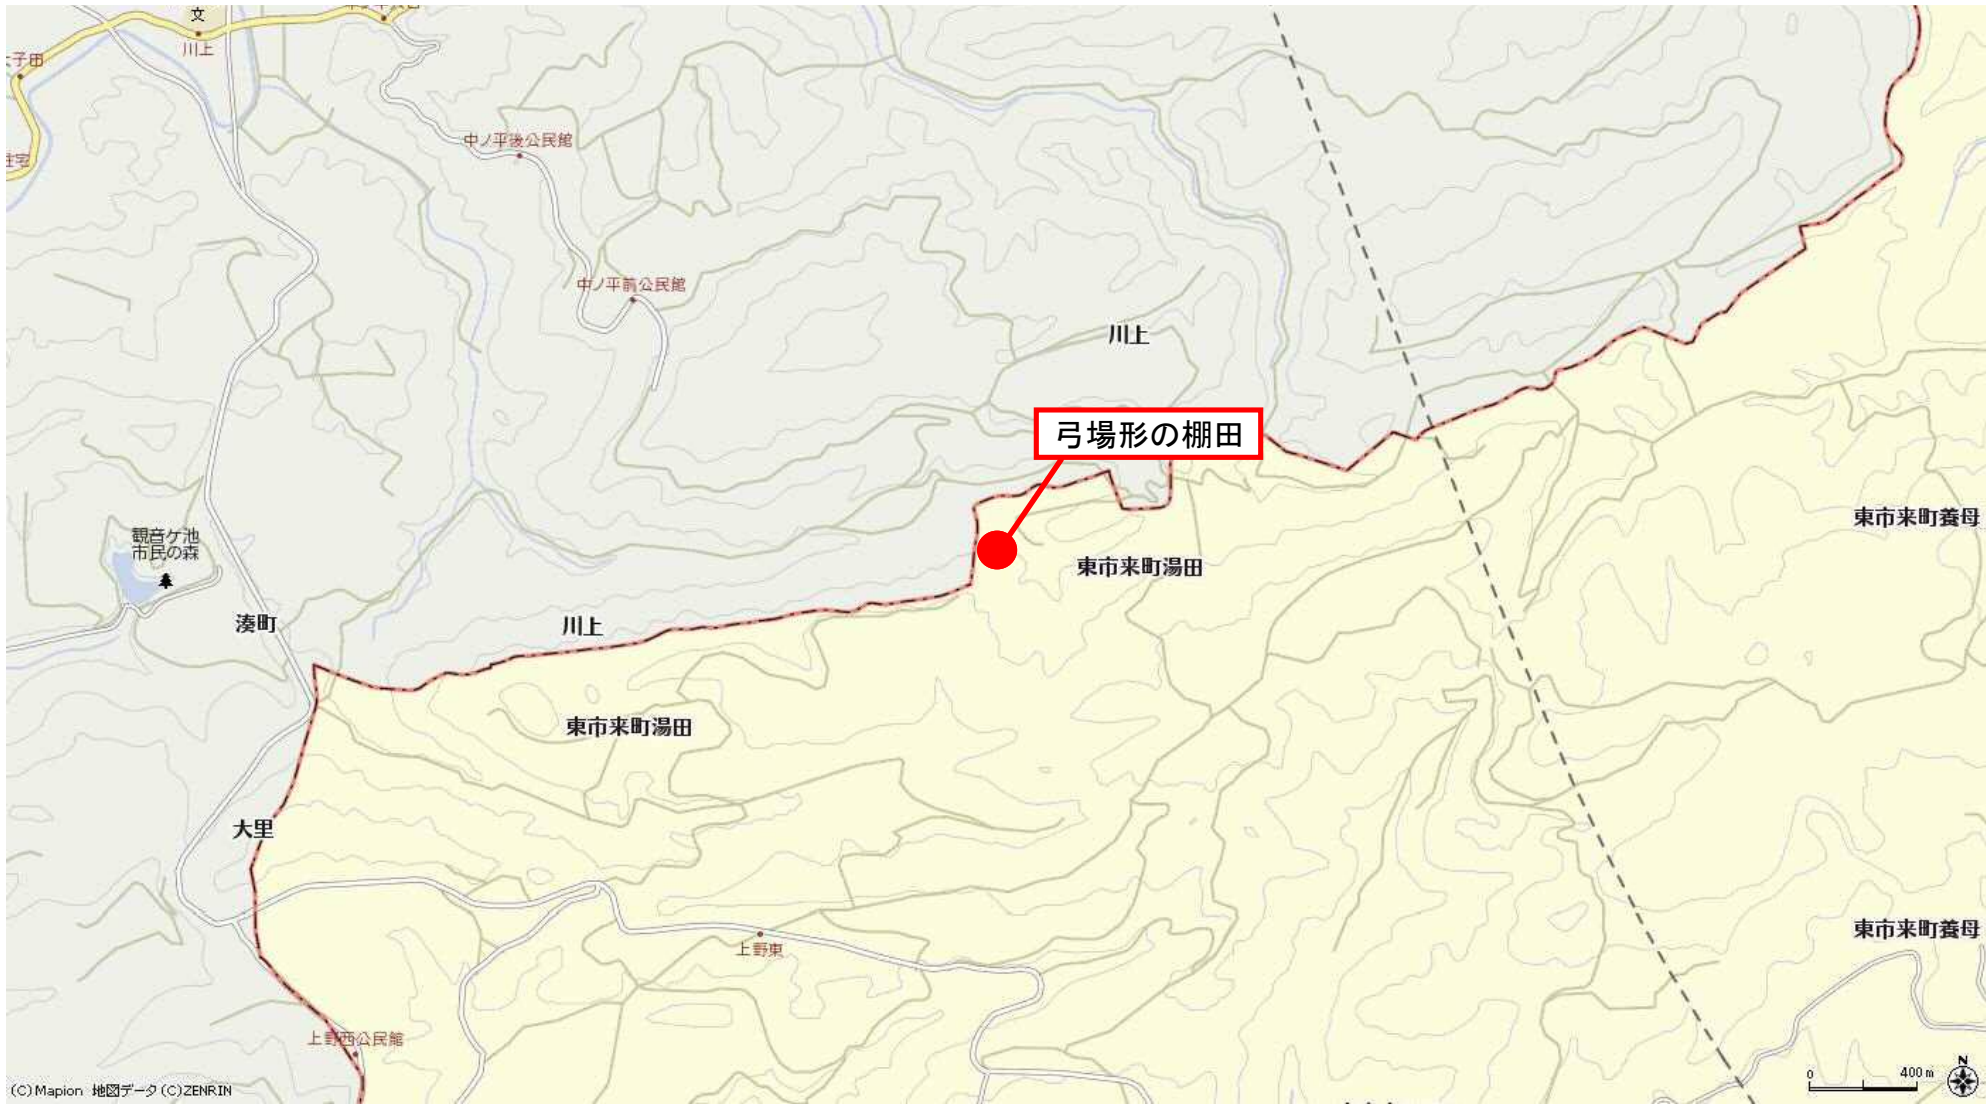 文
川上
中ノ平後公民館
中ノ平前公民館
川上
弓場形の棚田
東市来町養母
観音ケ池
市民の森
東市来町湯田
湊町
川上
東市来町湯田
大里
東市来町養母
上野東
上野西公民館
(C)Mapion 地図データ(C)ZENRIN
0 400m
N